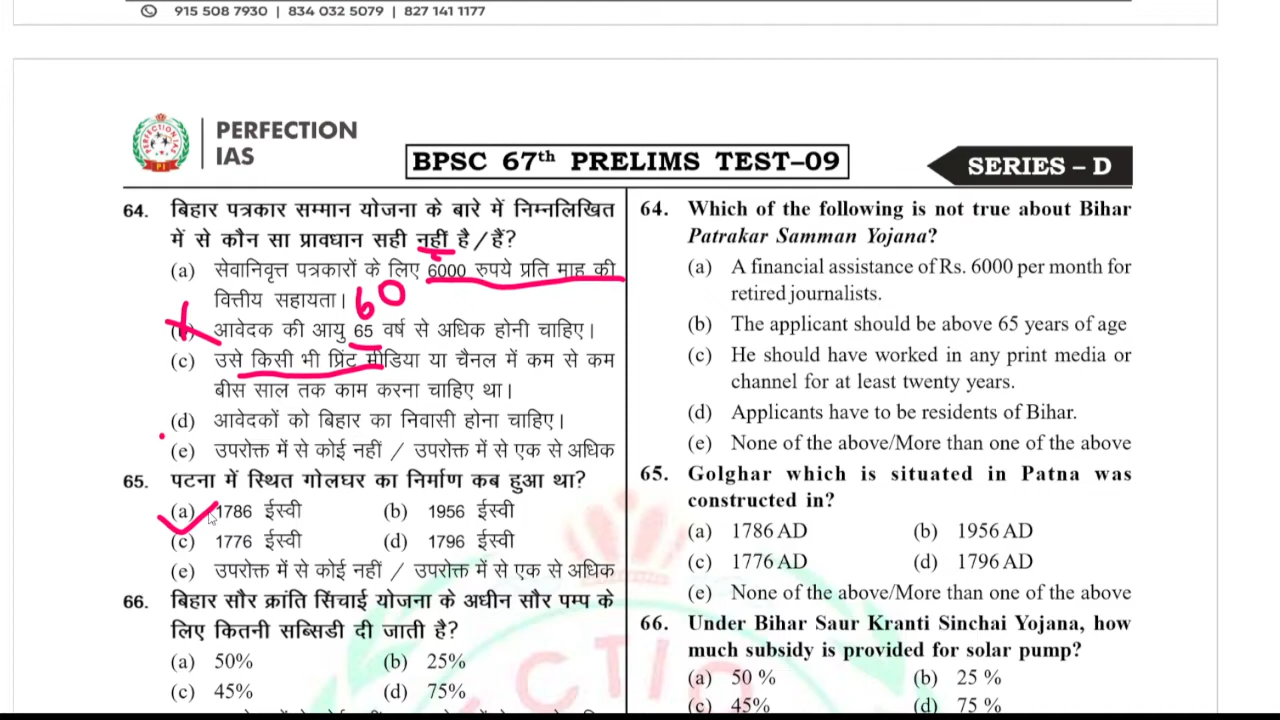 915 508 7930 | 834 032 5079 | 827 141 1177
PERFECTION
IAS
BPSC 67th PRELIMS TEST–09
SERIES – D
64. बिहार पत्रकार सम्मान योजना के बारे में निम्नलिखित
में से कौन सा प्रावधान सही नहीं है/हैं?
(a) सेवानिवृत्त पत्रकारों के लिए 6000 रुपये प्रति माह की
वित्तीय सहायता।
60
(b) आवेदक की आयु 65 वर्ष से अधिक होनी चाहिए।
(c) उसे किसी भी प्रिंट मीडिया या चैनल में कम से कम
बीस साल तक काम करना चाहिए था।
(d) आवेदकों को बिहार का निवासी होना चाहिए।
(e) उपरोक्त में से कोई नहीं / उपरोक्त में से एक से अधिक
65. पटना में स्थित गोलघर का निर्माण कब हुआ था?
(a) 1786 ईस्वी (b) 1956 ईस्वी
(c) 1776 ईस्वी (d) 1796 ईस्वी
(e) उपरोक्त में से कोई नहीं / उपरोक्त में से एक से अधिक
66. बिहार सौर क्रांति सिंचाई योजना के अधीन सौर पम्प के
लिए कितनी सब्सिडी दी जाती है?
(a) 50% (b) 25%
(c) 45% (d) 75%
64. Which of the following is not true about Bihar
Patrakar Samman Yojana?
(a) A financial assistance of Rs. 6000 per month for
retired journalists.
(b) The applicant should be above 65 years of age
(c) He should have worked in any print media or
channel for at least twenty years.
(d) Applicants have to be residents of Bihar.
(e) None of the above/More than one of the above
65. Golghar which is situated in Patna was
constructed in?
(a) 1786 AD (b) 1956 AD
(c) 1776 AD (d) 1796 AD
(e) None of the above/More than one of the above
66. Under Bihar Saur Kranti Sinchai Yojana, how
much subsidy is provided for solar pump?
(a) 50 % (b) 25 %
(c) 45% (d) 75 %